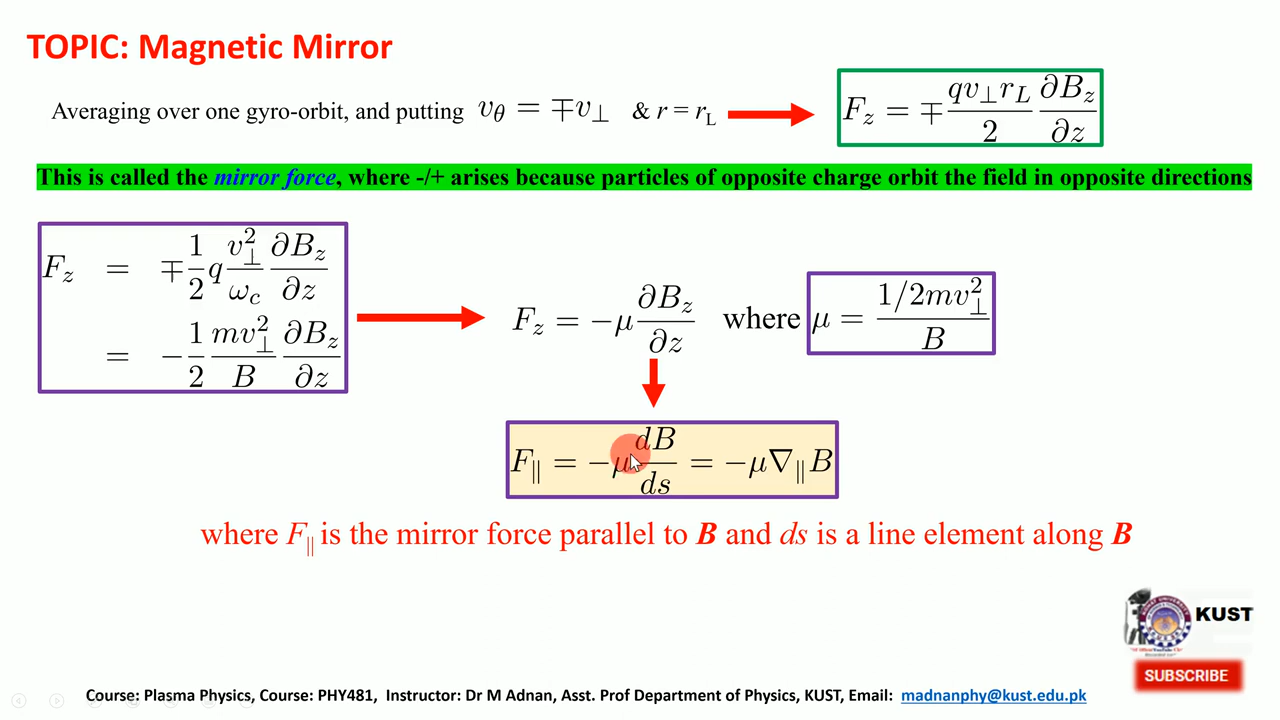 TOPIC: Magnetic Mirror
Averaging over one gyro-orbit, and putting v_θ = ∓v_⊥ & r = r_L
F_z = ∓ (q v_⊥ r_L / 2) (∂B_z / ∂z)
This is called the mirror force, where -/+ arises because particles of opposite charge orbit the field in opposite directions
F_z = ∓ (1/2) q (v_⊥^2 / ω_c) (∂B_z / ∂z)
= − (1/2) (m v_⊥^2 / B) (∂B_z / ∂z)
F_z = −μ (∂B_z / ∂z) where μ = (1/2 m v_⊥^2) / B
F_∥ = −μ (dB / ds) = −μ∇_∥ B
where F_∥ is the mirror force parallel to B and ds is a line element along B
KUST
SUBSCRIBE
Course: Plasma Physics, Course: PHY481, Instructor: Dr M Adnan, Asst. Prof Department of Physics, KUST, Email: madnanphy@kust.edu.pk